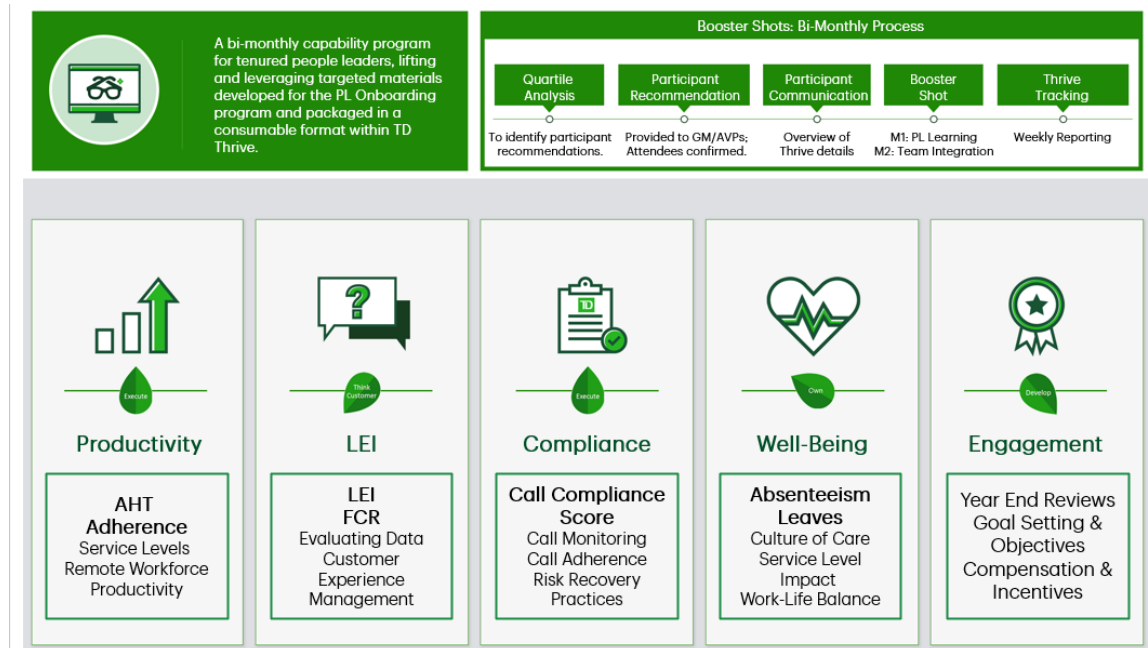 A bi-monthly capability program
for tenured people leaders, lifting
and leveraging targeted materials
developed for the PL Onboarding
program and packaged in a
consumable format within TD
Thrive.
Booster Shots: Bi-Monthly Process
Quartile
Analysis
To identify participant
recommendations.
Participant
Recommendation
Provided to GM/AVPs;
Attendees confirmed.
Participant
Communication
Overview of
Thrive details
Booster
Shot
M1: PL Learning
M2: Team Integration
Thrive
Tracking
Weekly Reporting
Execute
Productivity
AHT
Adherence
Service Levels
Remote Workforce
Productivity
?
Think
Customer
LEI
LEI
FCR
Evaluating Data
Customer
Experience
Management
TD
Execute
Compliance
Call Compliance
Score
Call Monitoring
Call Adherence
Risk Recovery
Practices
Own
Well-Being
Absenteeism
Leaves
Culture of Care
Service Level
Impact
Work-Life Balance
Develop
Engagement
Year End Reviews
Goal Setting &
Objectives
Compensation &
Incentives